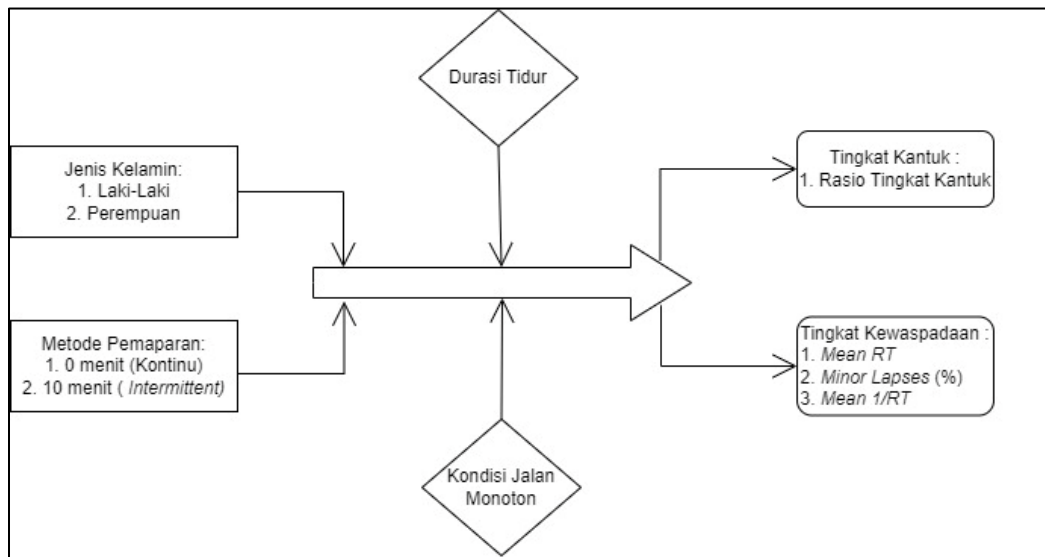 Durasi Tidur
Jenis Kelamin:
1. Laki-Laki
2. Perempuan
Tingkat Kantuk :
1. Rasio Tingkat Kantuk
Metode Pemaparan:
1. 0 menit (Kontinu)
2. 10 menit ( Intermittent)
Tingkat Kewaspadaan :
1. Mean RT
2. Minor Lapses (%)
3. Mean 1/RT
Kondisi Jalan
Monoton